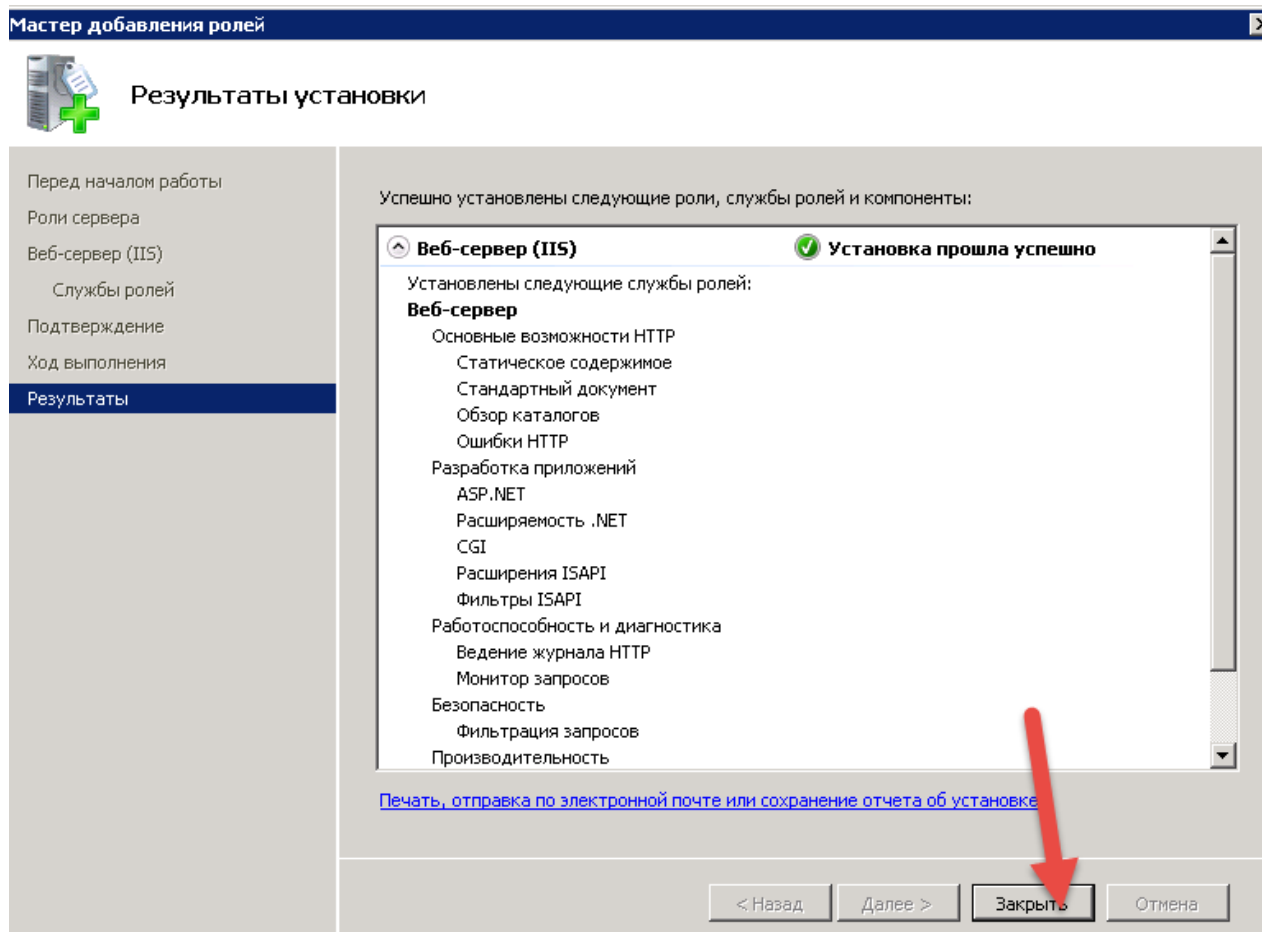 Мастер добавления ролей
Результаты установки
Перед началом работы
Роли сервера
Веб-сервер (IIS)
Службы ролей
Подтверждение
Ход выполнения
Результаты
Успешно установлены следующие роли, службы ролей и компоненты:
Веб-сервер (IIS) Установка прошла успешно
Установлены следующие службы ролей:
Веб-сервер
Основные возможности HTTP
Статическое содержимое
Стандартный документ
Обзор каталогов
Ошибки HTTP
Разработка приложений
ASP.NET
Расширяемость .NET
CGI
Расширения ISAPI
Фильтры ISAPI
Работоспособность и диагностика
Ведение журнала HTTP
Монитор запросов
Безопасность
Фильтрация запросов
Производительность
Печать, отправка по электронной почте или сохранение отчета об установке
< Назад Далее > Закрыть Отмена